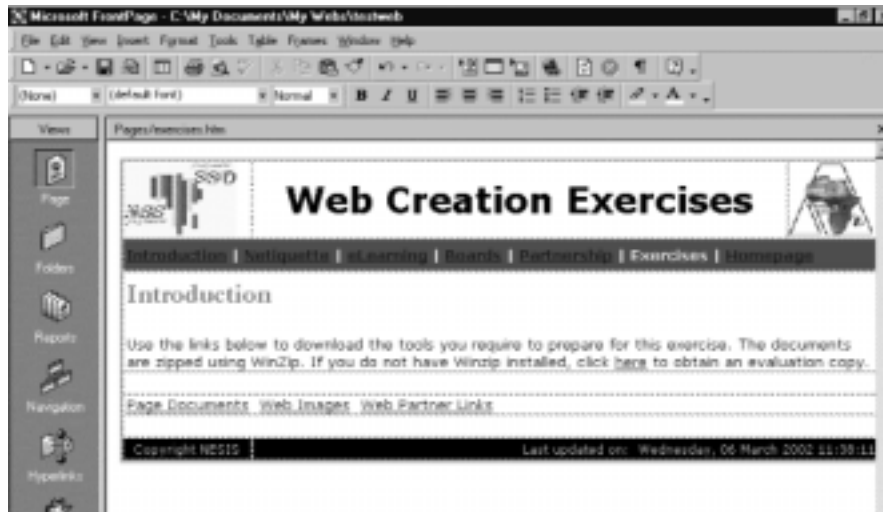 Microsoft FrontPage - C:\My Documents\My Webs\testweb
File Edit View Insert Format Tools Table Frames Window Help
(None) (default font) Normal B I U A
Views
Pages/exercises.htm
Page
Folders
Reports
Navigation
Hyperlinks
SSD
Web Creation Exercises
Introduction | Netiquette | eLearning | Boards | Partnership | Exercises | Homepage
Introduction
Use the links below to download the tools you require to prepare for this exercise. The documents
are zipped using WinZip. If you do not have Winzip installed, click here to obtain an evaluation copy.
Page Documents Web Images Web Partner Links
Copyright NESIS Last updated on: Wednesday, 06 March 2002 11:38:11